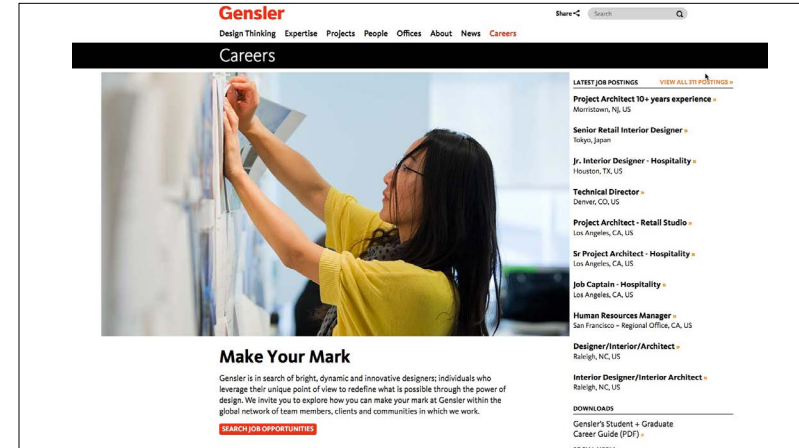 Gensler
Share
Search
Design Thinking Expertise Projects People Offices About News Careers
Careers
LATEST JOB POSTINGS VIEW ALL 311 POSTINGS »
Project Architect 10+ years experience »
Morristown, NJ, US
Senior Retail Interior Designer »
Tokyo, Japan
Jr. Interior Designer - Hospitality »
Houston, TX, US
Technical Director »
Denver, CO, US
Project Architect - Retail Studio »
Los Angeles, CA, US
Sr Project Architect - Hospitality »
Los Angeles, CA, US
Job Captain - Hospitality »
Los Angeles, CA, US
Human Resources Manager »
San Francisco – Regional Office, CA, US
Designer/Interior/Architect »
Raleigh, NC, US
Interior Designer/Interior Architect »
Raleigh, NC, US
DOWNLOADS
Gensler's Student + Graduate
Career Guide (PDF) »
Make Your Mark
Gensler is in search of bright, dynamic and innovative designers; individuals who
leverage their unique point of view to redefine what is possible through the power of
design. We invite you to explore how you can make your mark at Gensler within the
global network of team members, clients and communities in which we work.
SEARCH JOB OPPORTUNITIES